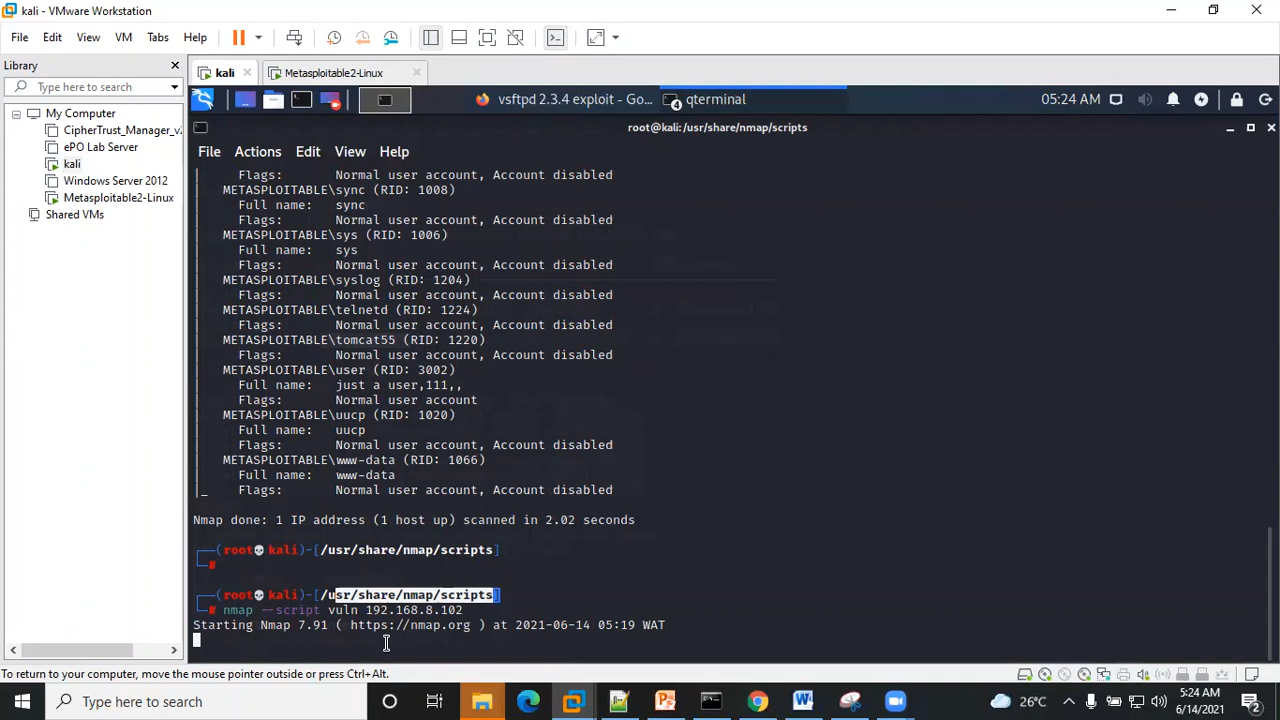 kali - VMware Workstation
File Edit View VM Tabs Help
Library
Type here to search
My Computer
CipherTrust_Manager_v
ePO Lab Server
kali
Windows Server 2012
Metasploitable2-Linux
Shared VMs
kali Metasploitable2-Linux
vsftpd 2.3.4 exploit - Go... 4 qterminal 05:24 AM
root@kali:/usr/share/nmap/scripts
File Actions Edit View Help
| Flags: Normal user account, Account disabled
| METASPLOITABLE\sync (RID: 1008)
| Full name: sync
| Flags: Normal user account, Account disabled
| METASPLOITABLE\sys (RID: 1006)
| Full name: sys
| Flags: Normal user account, Account disabled
| METASPLOITABLE\syslog (RID: 1204)
| Flags: Normal user account, Account disabled
| METASPLOITABLE\telnetd (RID: 1224)
| Flags: Normal user account, Account disabled
| METASPLOITABLE\tomcat55 (RID: 1220)
| Flags: Normal user account, Account disabled
| METASPLOITABLE\user (RID: 3002)
| Full name: just a user,111,,
| Flags: Normal user account
| METASPLOITABLE\uucp (RID: 1020)
| Full name: uucp
| Flags: Normal user account, Account disabled
| METASPLOITABLE\www-data (RID: 1066)
| Full name: www-data
|_ Flags: Normal user account, Account disabled
Nmap done: 1 IP address (1 host up) scanned in 2.02 seconds
┌──(root💀kali)-[/usr/share/nmap/scripts]
└─#
┌──(root💀kali)-[/usr/share/nmap/scripts]
└─# nmap --script vuln 192.168.8.102
Starting Nmap 7.91 ( https://nmap.org ) at 2021-06-14 05:19 WAT
To return to your computer, move the mouse pointer outside or press Ctrl+Alt.
Type here to search
26°C
5:24 AM
6/14/2021
2